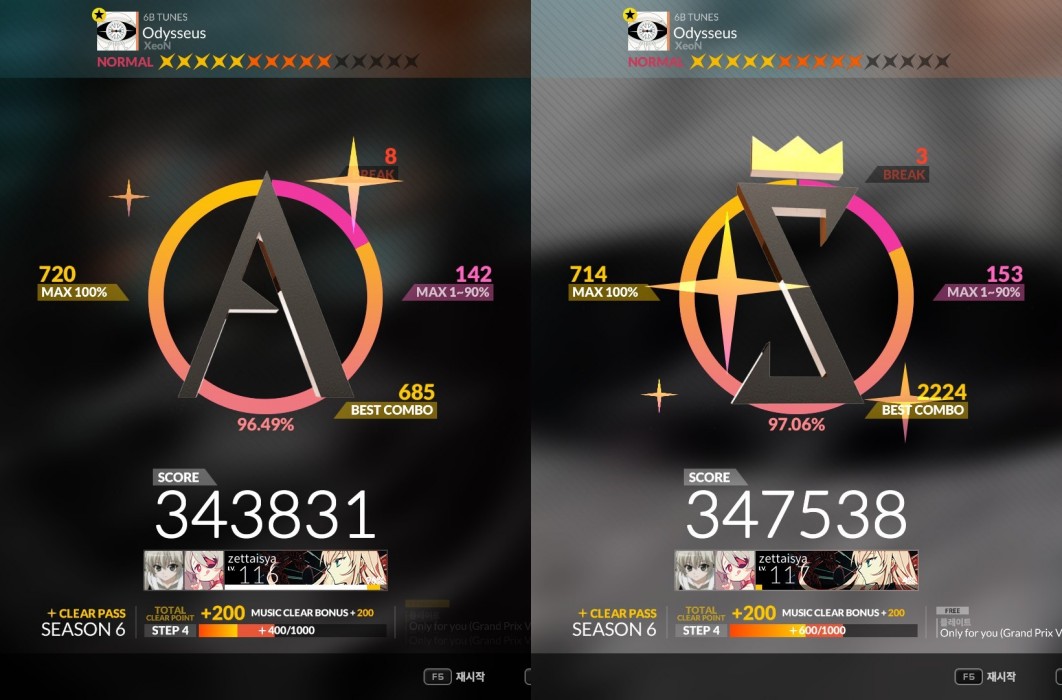 6B TUNES
Odysseus
XeoN
NORMAL
8
BREAK
720
MAX 100%
142
MAX 1~90%
685
BEST COMBO
96.49%
SCORE
343831
zettaisya
LV. 116
+ CLEAR PASS
SEASON 6
TOTAL
CLEAR POINT
+200
MUSIC CLEAR BONUS + 200
STEP 4
+ 400/1000
Only for you (Grand Prix V
F5 재시작
6B TUNES
Odysseus
XeoN
NORMAL
3
BREAK
714
MAX 100%
153
MAX 1~90%
2224
BEST COMBO
97.06%
SCORE
347538
zettaisya
LV. 117
+ CLEAR PASS
SEASON 6
TOTAL
CLEAR POINT
+200
MUSIC CLEAR BONUS + 200
STEP 4
+ 600/1000
FREE
플레이트
Only for you (Grand Prix V
F5 재시작